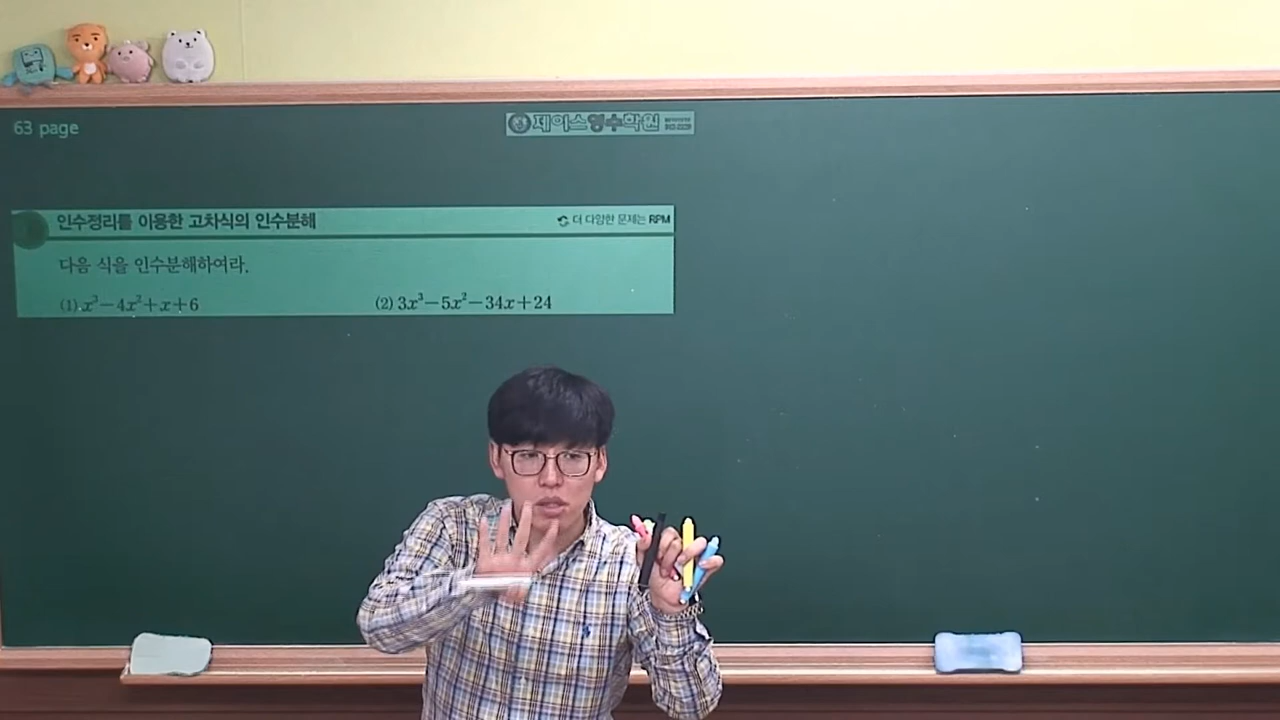 63 page
제이스영수학원
인수정리를 이용한 고차식의 인수분해
더 다양한 문제는 RPM
다음 식을 인수분해하여라.
(1) x³-4x²+x+6
(2) 3x³-5x²-34x+24